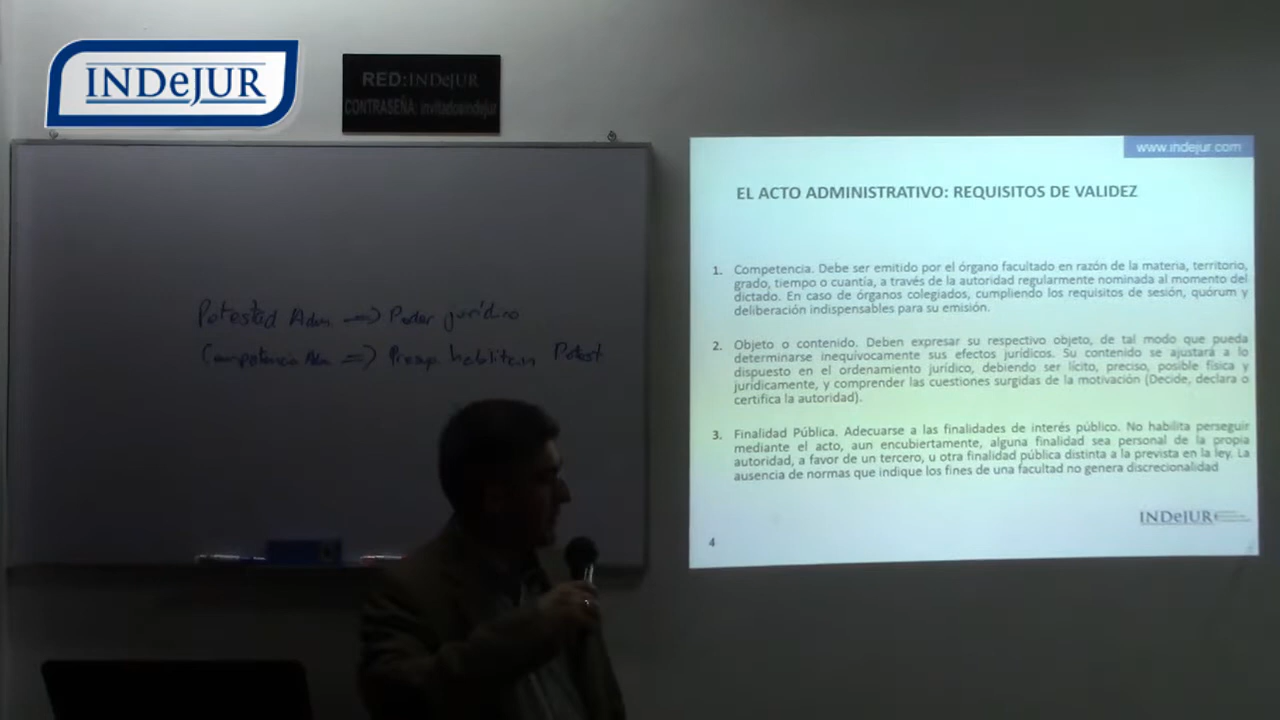 INDeJUR
RED:INDeJUR
CONTRASEÑA: invitadoindejur
Potestad Adm => Poder jurídico
Competencia Adm => Presup. habilitan Potest
www.indejur.com
EL ACTO ADMINISTRATIVO: REQUISITOS DE VALIDEZ
1. Competencia. Debe ser emitido por el órgano facultado en razón de la materia, territorio,
grado, tiempo o cuantía, a través de la autoridad regularmente nominada al momento del
dictado. En caso de órganos colegiados, cumpliendo los requisitos de sesión, quórum y
deliberación indispensables para su emisión.
2. Objeto o contenido. Deben expresar su respectivo objeto, de tal modo que pueda
determinarse inequívocamente sus efectos jurídicos. Su contenido se ajustará a lo
dispuesto en el ordenamiento jurídico, debiendo ser lícito, preciso, posible física y
jurídicamente, y comprender las cuestiones surgidas de la motivación (Decide, declara o
certifica la autoridad).
3. Finalidad Pública. Adecuarse a las finalidades de interés público. No habilita perseguir
mediante el acto, aun encubiertamente, alguna finalidad sea personal de la propia
autoridad, a favor de un tercero, u otra finalidad pública distinta a la prevista en la ley. La
ausencia de normas que indique los fines de una facultad no genera discrecionalidad
INDeJUR
4